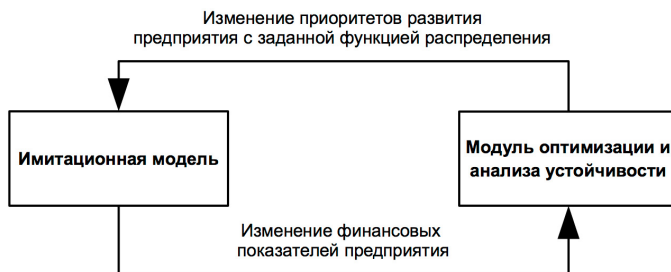 Изменение приоритетов развития
предприятия с заданной функцией распределения
Имитационная модель
Модуль оптимизации и
анализа устойчивости
Изменение финансовых
показателей предприятия